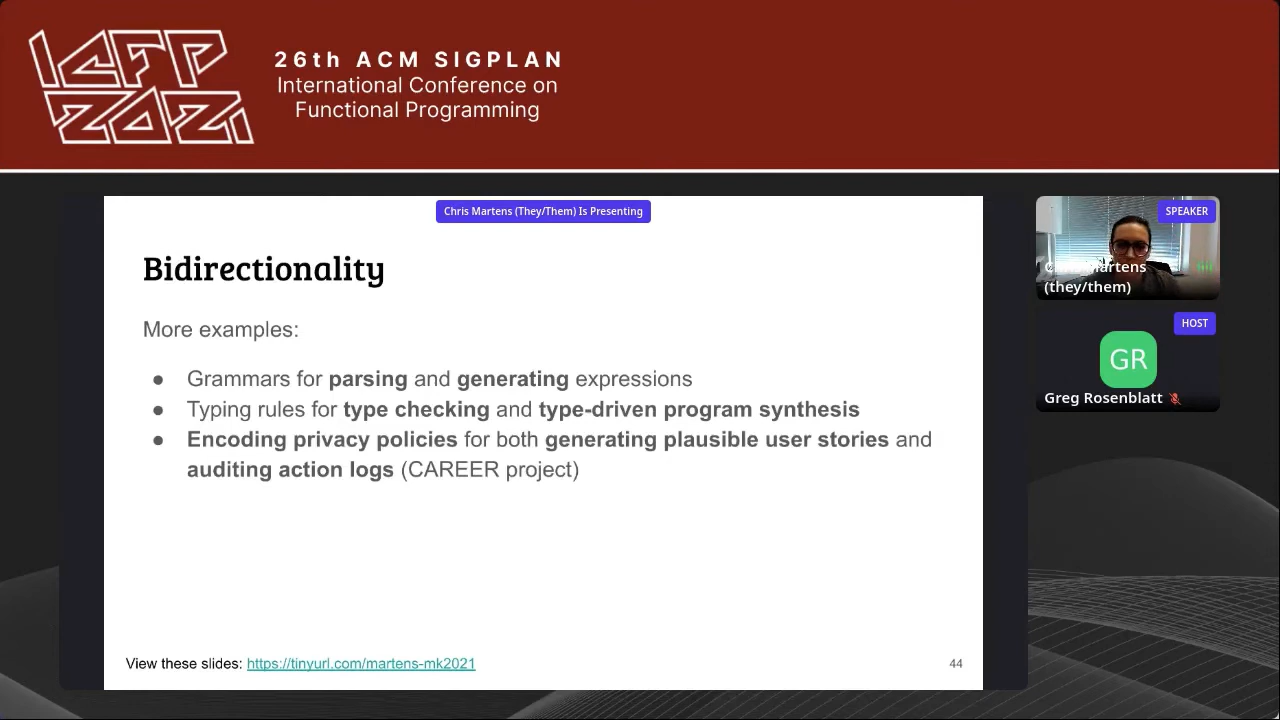 ICFP
2021
26th ACM SIGPLAN
International Conference on
Functional Programming
Chris Martens (They/Them) Is Presenting
Bidirectionality
More examples:
● Grammars for parsing and generating expressions
● Typing rules for type checking and type-driven program synthesis
● Encoding privacy policies for both generating plausible user stories and
auditing action logs (CAREER project)
View these slides: https://tinyurl.com/martens-mk2021
44
SPEAKER
Chris Martens
(they/them)
HOST
GR
Greg Rosenblatt